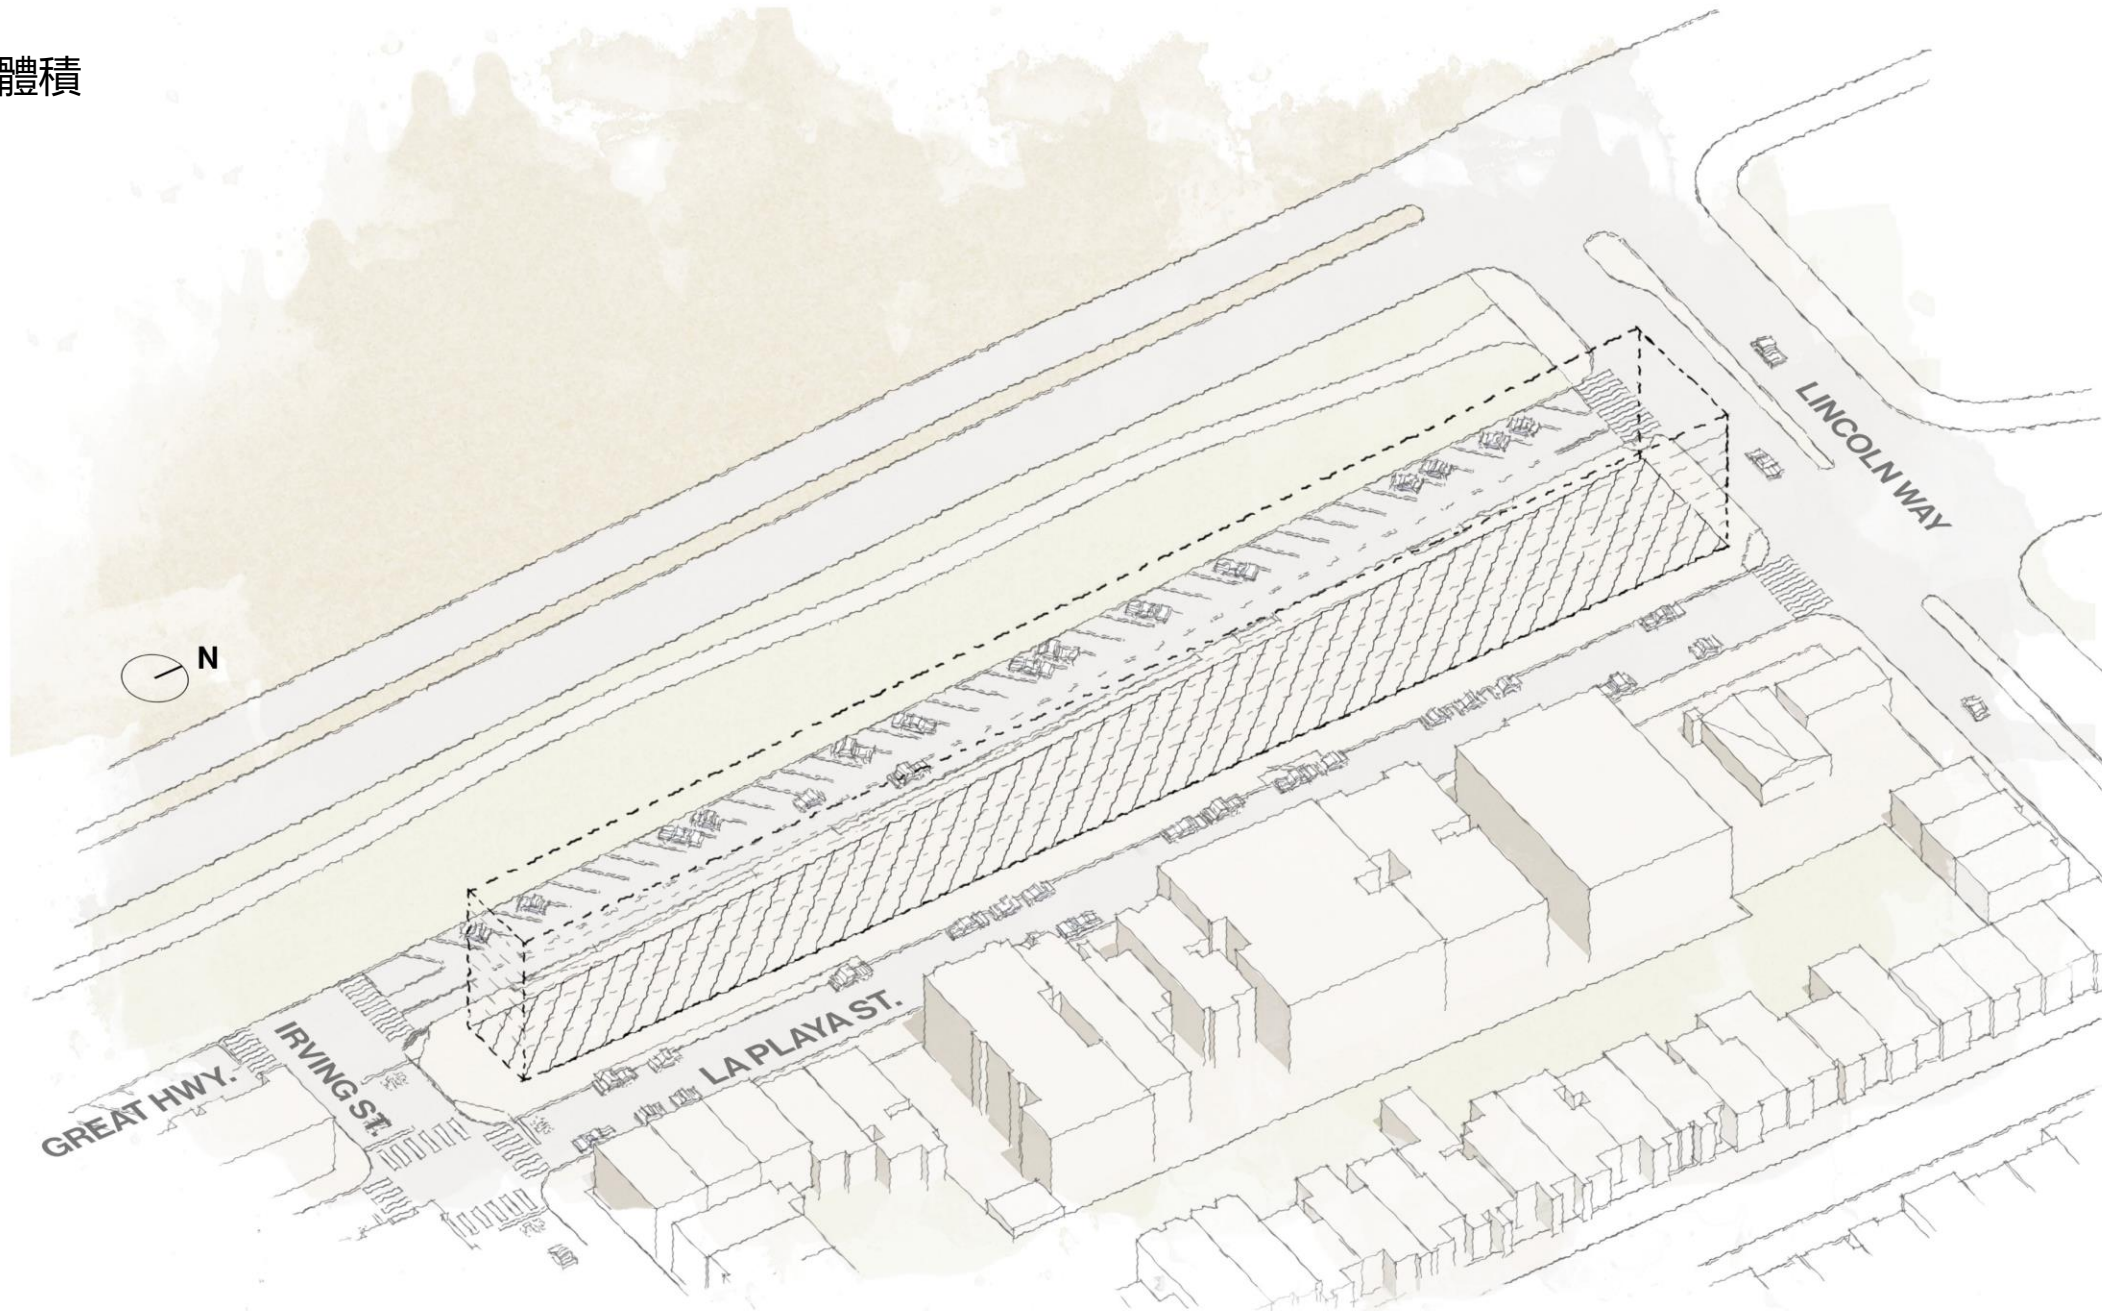 體積
LINCOLN WAY
N
LA PLAYA ST.
IRVING ST.
GREAT HWY.